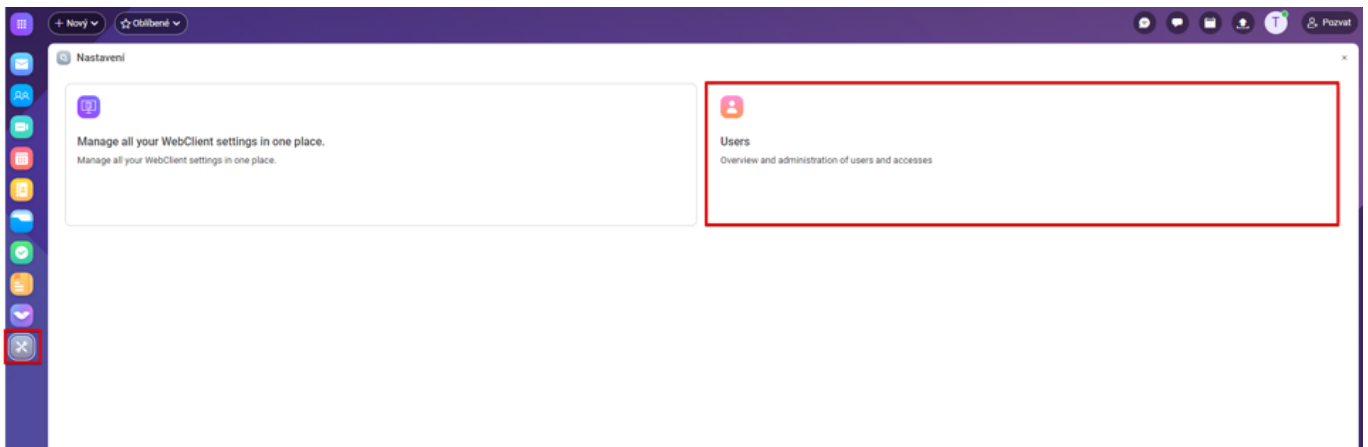 + Nový
Oblíbené
T
Pozvat
Nastavení
Manage all your WebClient settings in one place.
Manage all your WebClient settings in one place.
Users
Overview and administration of users and accesses